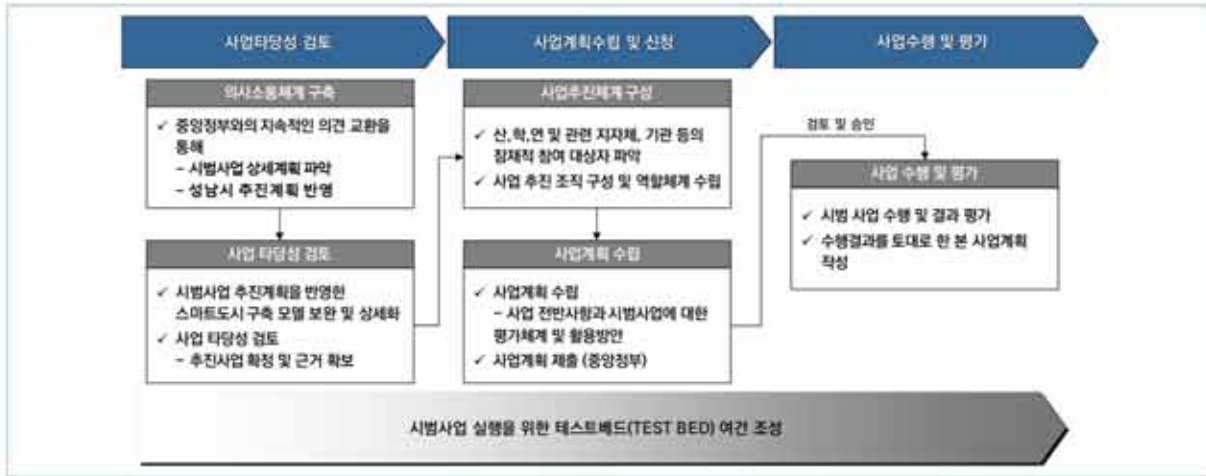 사업타당성 검토
사업계획수립 및 신청
사업수행 및 평가
의사소통체계 구축
✓ 중앙정부와의 지속적인 의견 교환을
통해
– 시범사업 상세계획 파악
– 성남시 추진계획 반영
사업 타당성 검토
✓ 시범사업 추진계획을 반영한
스마트도시 구축 모델 보완 및 상세화
✓ 사업 타당성 검토
– 추진사업 확정 및 근거 확보
사업추진체계 구성
✓ 산,학,연 및 관련 지자체, 기관 등의
잠재적 참여 대상자 파악
✓ 사업 추진 조직 구성 및 역할체계 수립
사업계획 수립
✓ 사업계획 수립
– 사업 전반사항과 시범사업에 대한
평가체계 및 활용방안
✓ 사업계획 제출 (중앙정부)
검토 및 승인
사업 수행 및 평가
✓ 시범 사업 수행 및 결과 평가
✓ 수행결과를 토대로 한 본 사업계획
작성
시범사업 실행을 위한 테스트베드(TEST BED) 여건 조성